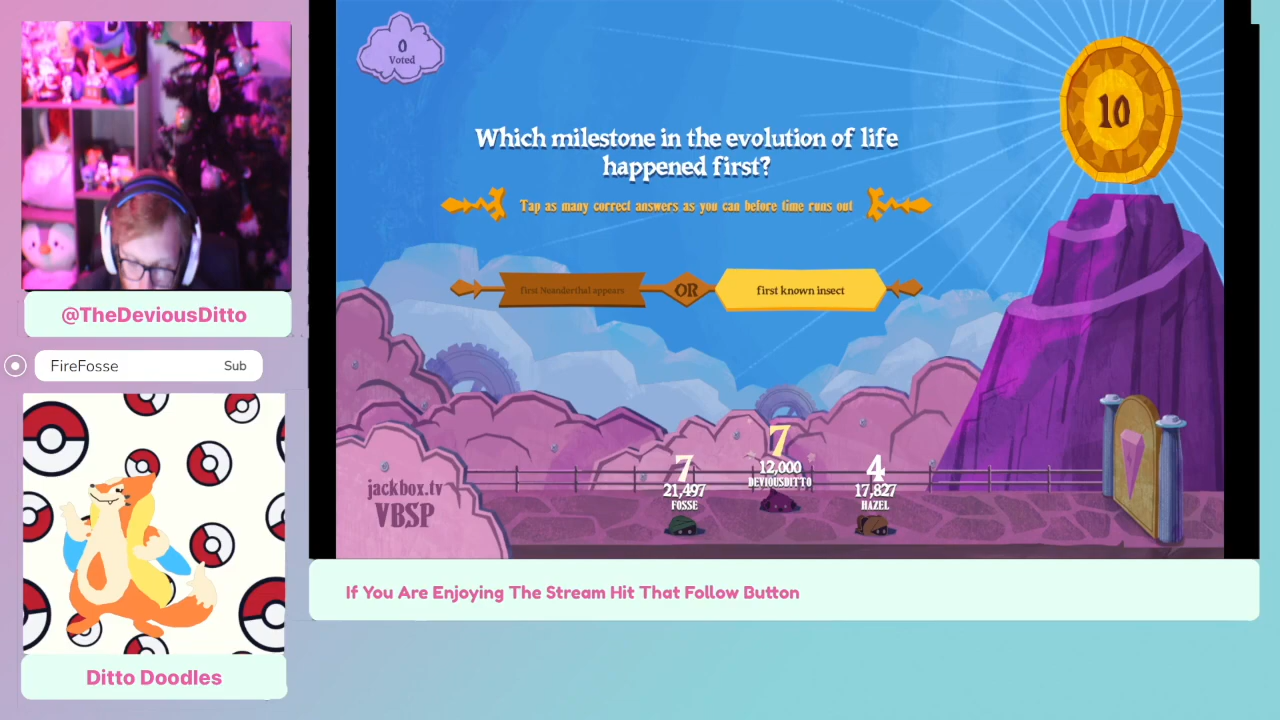 0
Voted
10
Which milestone in the evolution of life
happened first?
Tap as many correct answers as you can before time runs out
first Neanderthal appears
OR
first known insect
7
21,497
FOSSE
7
12,000
DEVIOUSDITTO
4
17,827
HAZEL
jackbox.tv
VBSP
@TheDeviousDitto
FireFosse
Sub
Ditto Doodles
If You Are Enjoying The Stream Hit That Follow Button